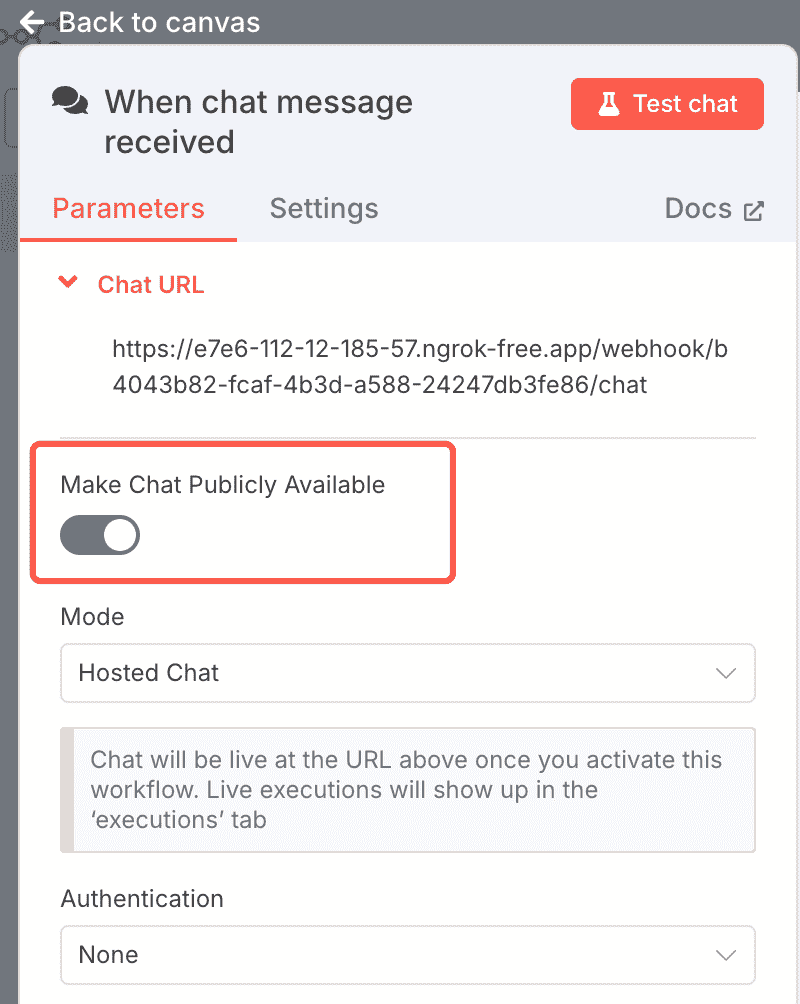 Back to canvas
When chat message
received
Test chat
Parameters
Settings
Docs
Chat URL
https://e7e6-112-12-185-57.ngrok-free.app/webhook/b
4043b82-fcaf-4b3d-a588-24247db3fe86/chat
Make Chat Publicly Available
Mode
Hosted Chat
Chat will be live at the URL above once you activate this
workflow. Live executions will show up in the
‘executions’ tab
Authentication
None